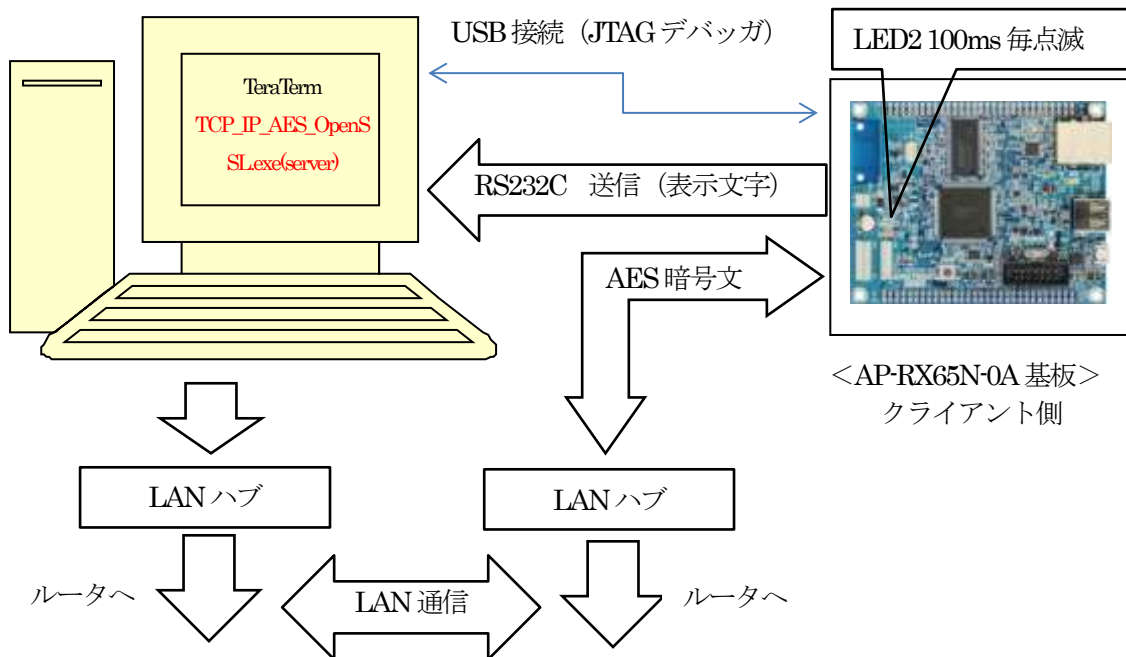 USB 接続（JTAG デバッガ）
LED2 100ms 毎点滅
TeraTerm
TCP_IP_AES_OpenS
SL.exe(server)
RS232C　送信（表示文字）
AES 暗号文
＜AP-RX65N-0A 基板＞
クライアント側
LAN ハブ
LAN ハブ
ルータへ
LAN 通信
ルータへ